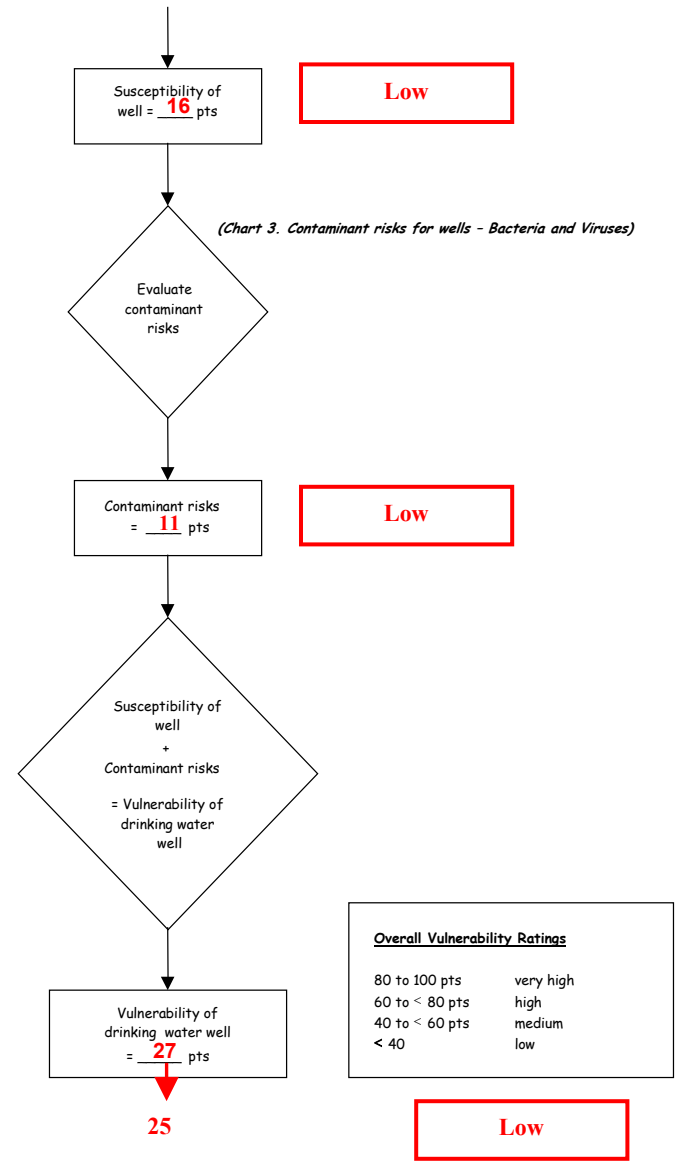 Susceptibility of
well = 16 pts
Low
(Chart 3. Contaminant risks for wells – Bacteria and Viruses)
Evaluate
contaminant
risks
Contaminant risks
= 11 pts
Low
Susceptibility of
well
+
Contaminant risks
= Vulnerability of
drinking water
well
Vulnerability of
drinking water well
= 27 pts
25
Overall Vulnerability Ratings
80 to 100 pts very high
60 to < 80 pts high
40 to < 60 pts medium
< 40 low
Low